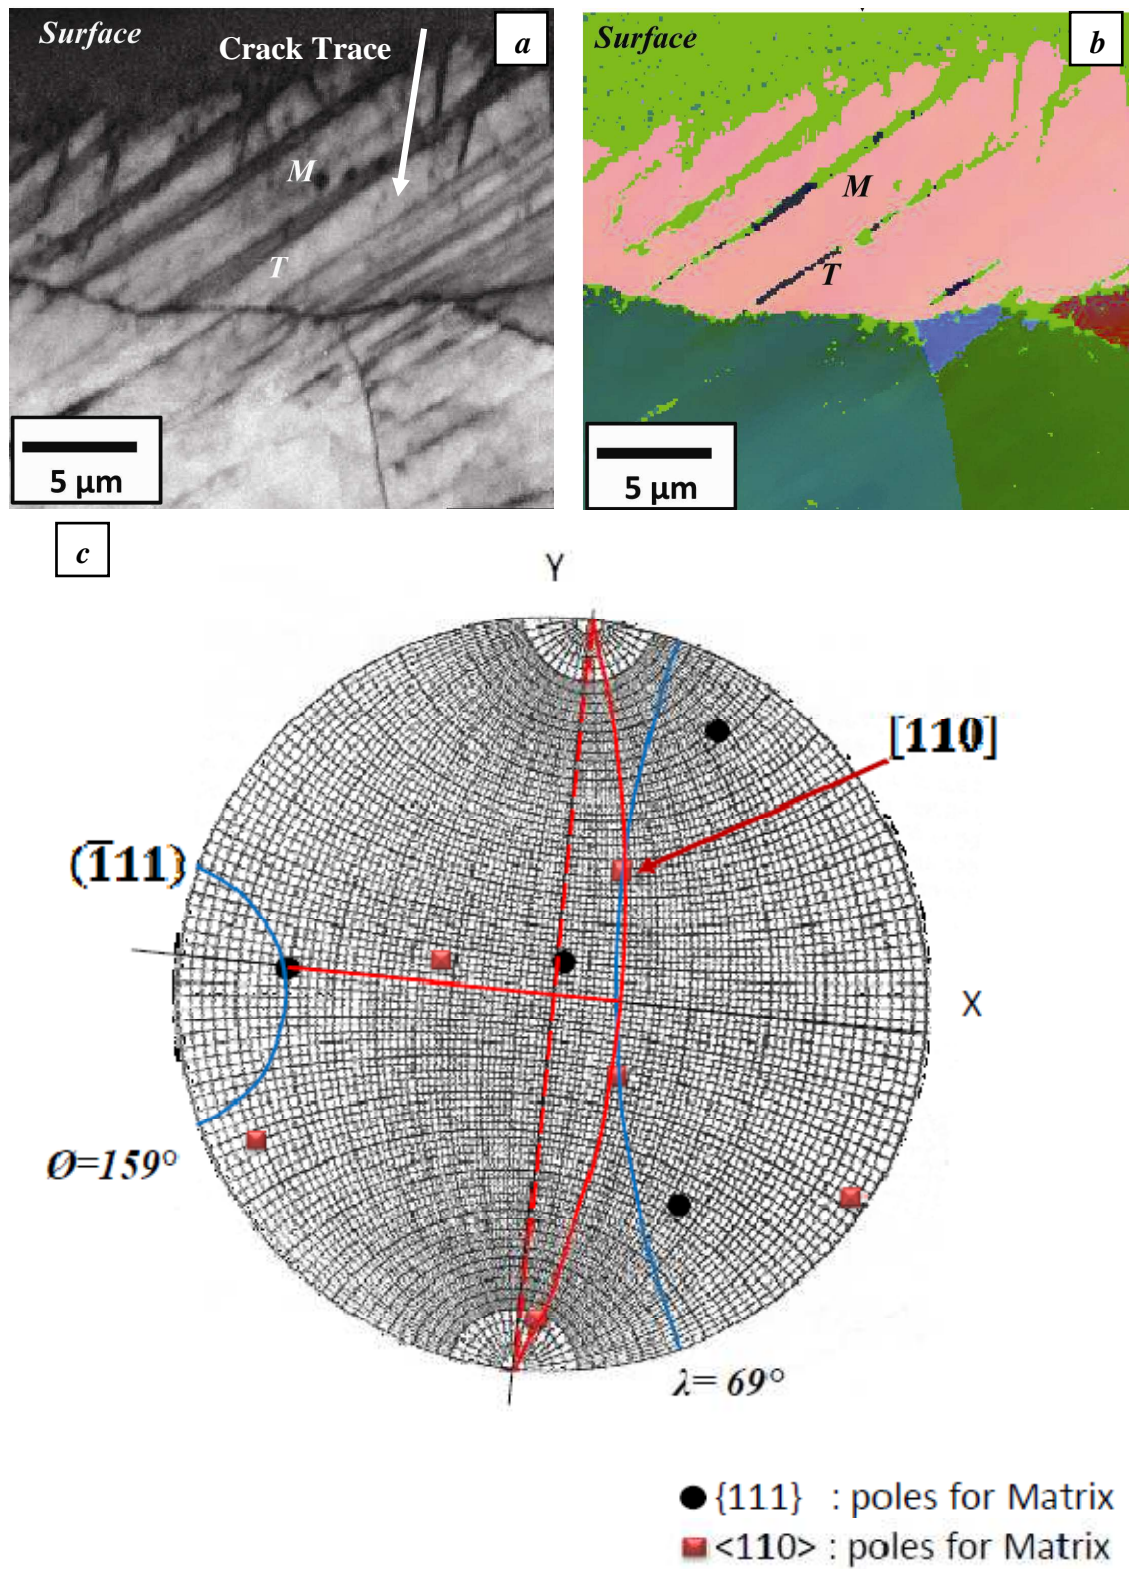 Surface
Crack Trace
a
M
T
5 μm
Surface
b
M
T
5 μm
c
Y
[110]
(1̅11)
X
Ø=159°
λ= 69°
{111} : poles for Matrix
<110> : poles for Matrix